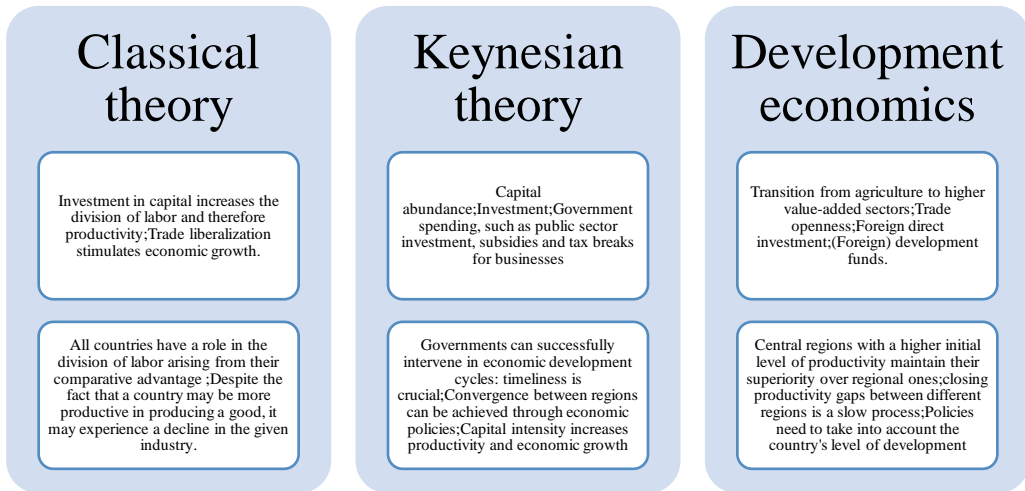 Classical
theory
Investment in capital increases the
division of labor and therefore
productivity;Trade liberalization
stimulates economic growth.
All countries have a role in the
division of labor arising from their
comparative advantage ;Despite the
fact that a country may be more
productive in producing a good, it
may experience a decline in the given
industry.
Keynesian
theory
Capital
abundance;Investment;Government
spending, such as public sector
investment, subsidies and tax breaks
for businesses
Governments can successfully
intervene in economic development
cycles: timeliness is
crucial;Convergence between regions
can be achieved through economic
policies;Capital intensity increases
productivity and economic growth
Development
economics
Transition from agriculture to higher
value-added sectors;Trade
openness;Foreign direct
investment;(Foreign) development
funds.
Central regions with a higher initial
level of productivity maintain their
superiority over regional ones;closing
productivity gaps between different
regions is a slow process;Policies
need to take into account the
country's level of development